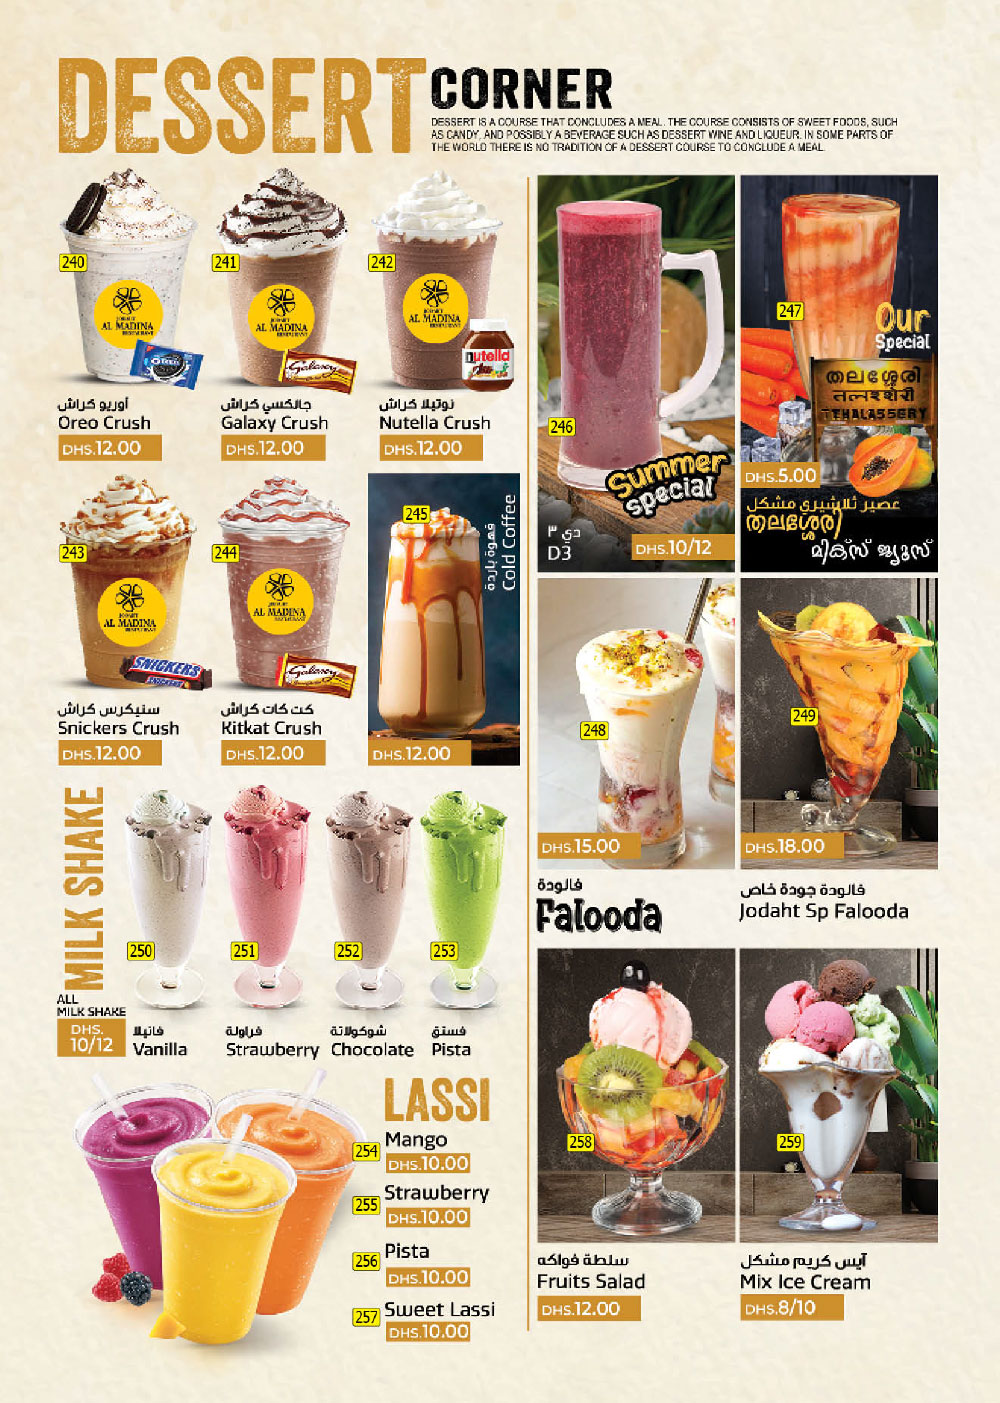 DESSERT CORNER
DESSERT IS A COURSE THAT CONCLUDES A MEAL. THE COURSE CONSISTS OF SWEET FOODS, SUCH
AS CANDY, AND POSSIBLY A BEVERAGE SUCH AS DESSERT WINE AND LIQUEUR. IN SOME PARTS OF
THE WORLD THERE IS NO TRADITION OF A DESSERT COURSE TO CONCLUDE A MEAL.
240
AL MADINA
RESTAURANT
أوريو كراش
Oreo Crush
DHS.12.00
241
AL MADINA
RESTAURANT
Galaxy
جالكسي كراش
Galaxy Crush
DHS.12.00
242
AL MADINA
RESTAURANT
nutella
نوتيلا كراش
Nutella Crush
DHS.12.00
243
AL MADINA
RESTAURANT
SNICKERS
سنيكرس كراش
Snickers Crush
DHS.12.00
244
AL MADINA
RESTAURANT
Galaxy
كت كات كراش
Kitkat Crush
DHS.12.00
245
قهوة باردة
Cold Coffee
DHS.12.00
MILK SHAKE
ALL
MILK SHAKE
DHS.
10/12
250
فانيلا
Vanilla
251
فراولة
Strawberry
252
شوكولاتة
Chocolate
253
فستق
Pista
LASSI
254
Mango
DHS.10.00
255
Strawberry
DHS.10.00
256
Pista
DHS.10.00
257
Sweet Lassi
DHS.10.00
246
Summer
special
دي ٣
D3
DHS.10/12
247
Our
Special
തലശ്ശേരി
TTHALASSERY
DHS.5.00
عصير ثلاشيري مشكل
തലശ്ശേരി
മിക്സ് ജ്യൂസ്
248
DHS.15.00
فالودة
Falooda
249
DHS.18.00
فالودة جودة خاص
Jodaht Sp Falooda
258
سلطة فواكه
Fruits Salad
DHS.12.00
259
آيس كريم مشكل
Mix Ice Cream
DHS.8/10